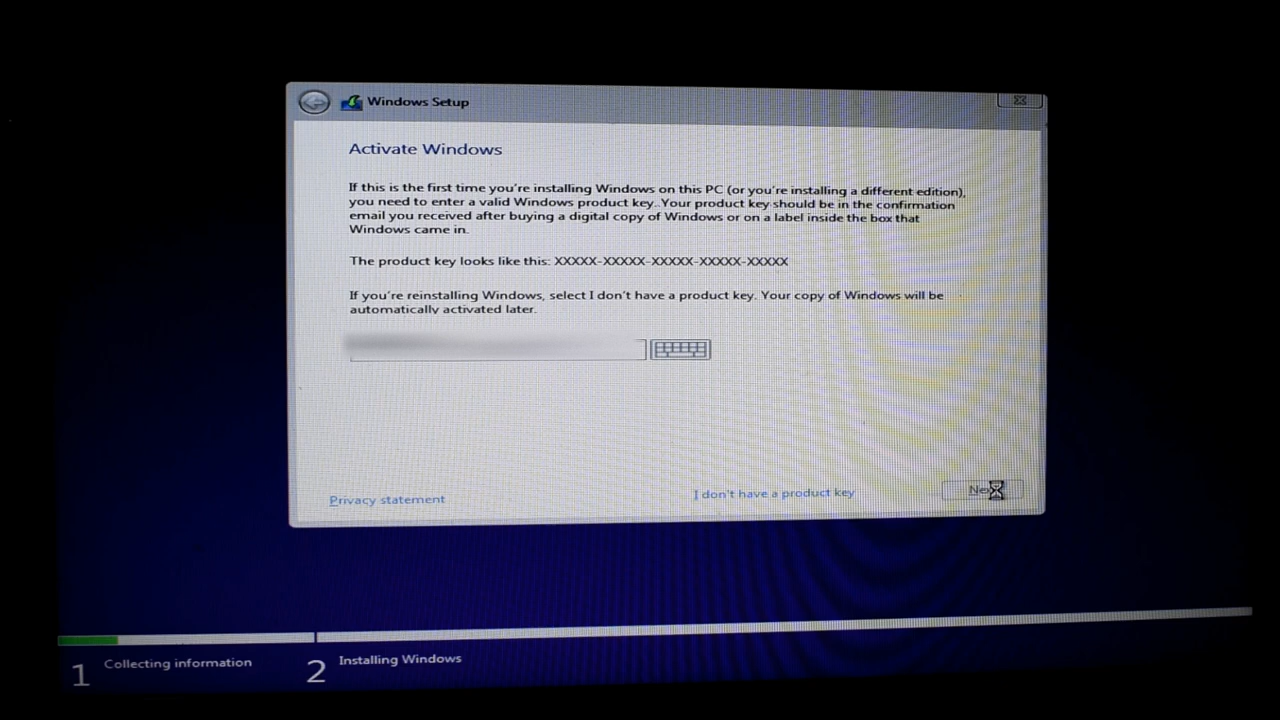 Windows Setup
Activate Windows
If this is the first time you're installing Windows on this PC (or you're installing a different edition),
you need to enter a valid Windows product key. Your product key should be in the confirmation
email you received after buying a digital copy of Windows or on a label inside the box that
Windows came in.
The product key looks like this: XXXXX-XXXXX-XXXXX-XXXXX-XXXXX
If you're reinstalling Windows, select I don't have a product key. Your copy of Windows will be
automatically activated later.
Privacy statement
I don't have a product key
1 Collecting information
2 Installing Windows